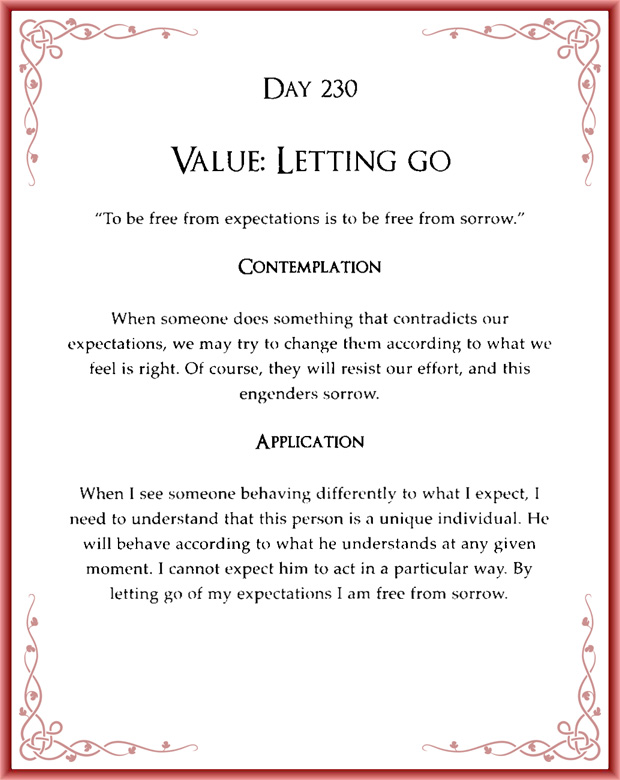 Day 230
Value: Letting go
"To be free from expectations is to be free from sorrow."
Contemplation
When someone does something that contradicts our
expectations, we may try to change them according to what we
feel is right. Of course, they will resist our effort, and this
engenders sorrow.
Application
When I see someone behaving differently to what I expect, I
need to understand that this person is a unique individual. He
will behave according to what he understands at any given
moment. I cannot expect him to act in a particular way. By
letting go of my expectations I am free from sorrow.